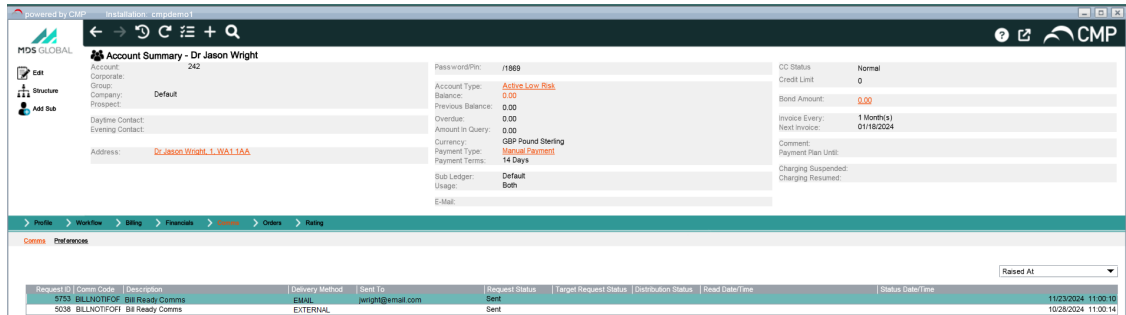 powered by CMP Installation: cmpdemo1
MDS GLOBAL
CMP
Account Summary - Dr Jason Wright
Edit
Structure
Add Sub
Account: 242
Corporate:
Group:
Company: Default
Prospect:
Daytime Contact:
Evening Contact:
Address: Dr Jason Wright, 1, WA1 1AA
Password/Pin: /1869
Account Type: Active Low Risk
Balance: 0.00
Previous Balance: 0.00
Overdue: 0.00
Amount In Query: 0.00
Currency: GBP Pound Sterling
Payment Type: Manual Payment
Payment Terms: 14 Days
Sub Ledger: Default
Usage: Both
E-Mail:
CC Status Normal
Credit Limit 0
Bond Amount: 0.00
Invoice Every: 1 Month(s)
Next Invoice: 01/18/2024
Comment:
Payment Plan Until:
Charging Suspended:
Charging Resumed:
Profile Workflow Billing Financials Orders Rating
Comms Preferences
Raised At
Request ID Comm Code Description Delivery Method Sent To Request Status Target Request Status Distribution Status Read Date/Time Status Date/Time
5753 BILLNOTIFOF Bill Ready Comms EMAIL jwright@email.com Sent 11/23/2024 11:00:10
5038 BILLNOTIFOFF Bill Ready Comms EXTERNAL Sent 10/28/2024 11:00:14